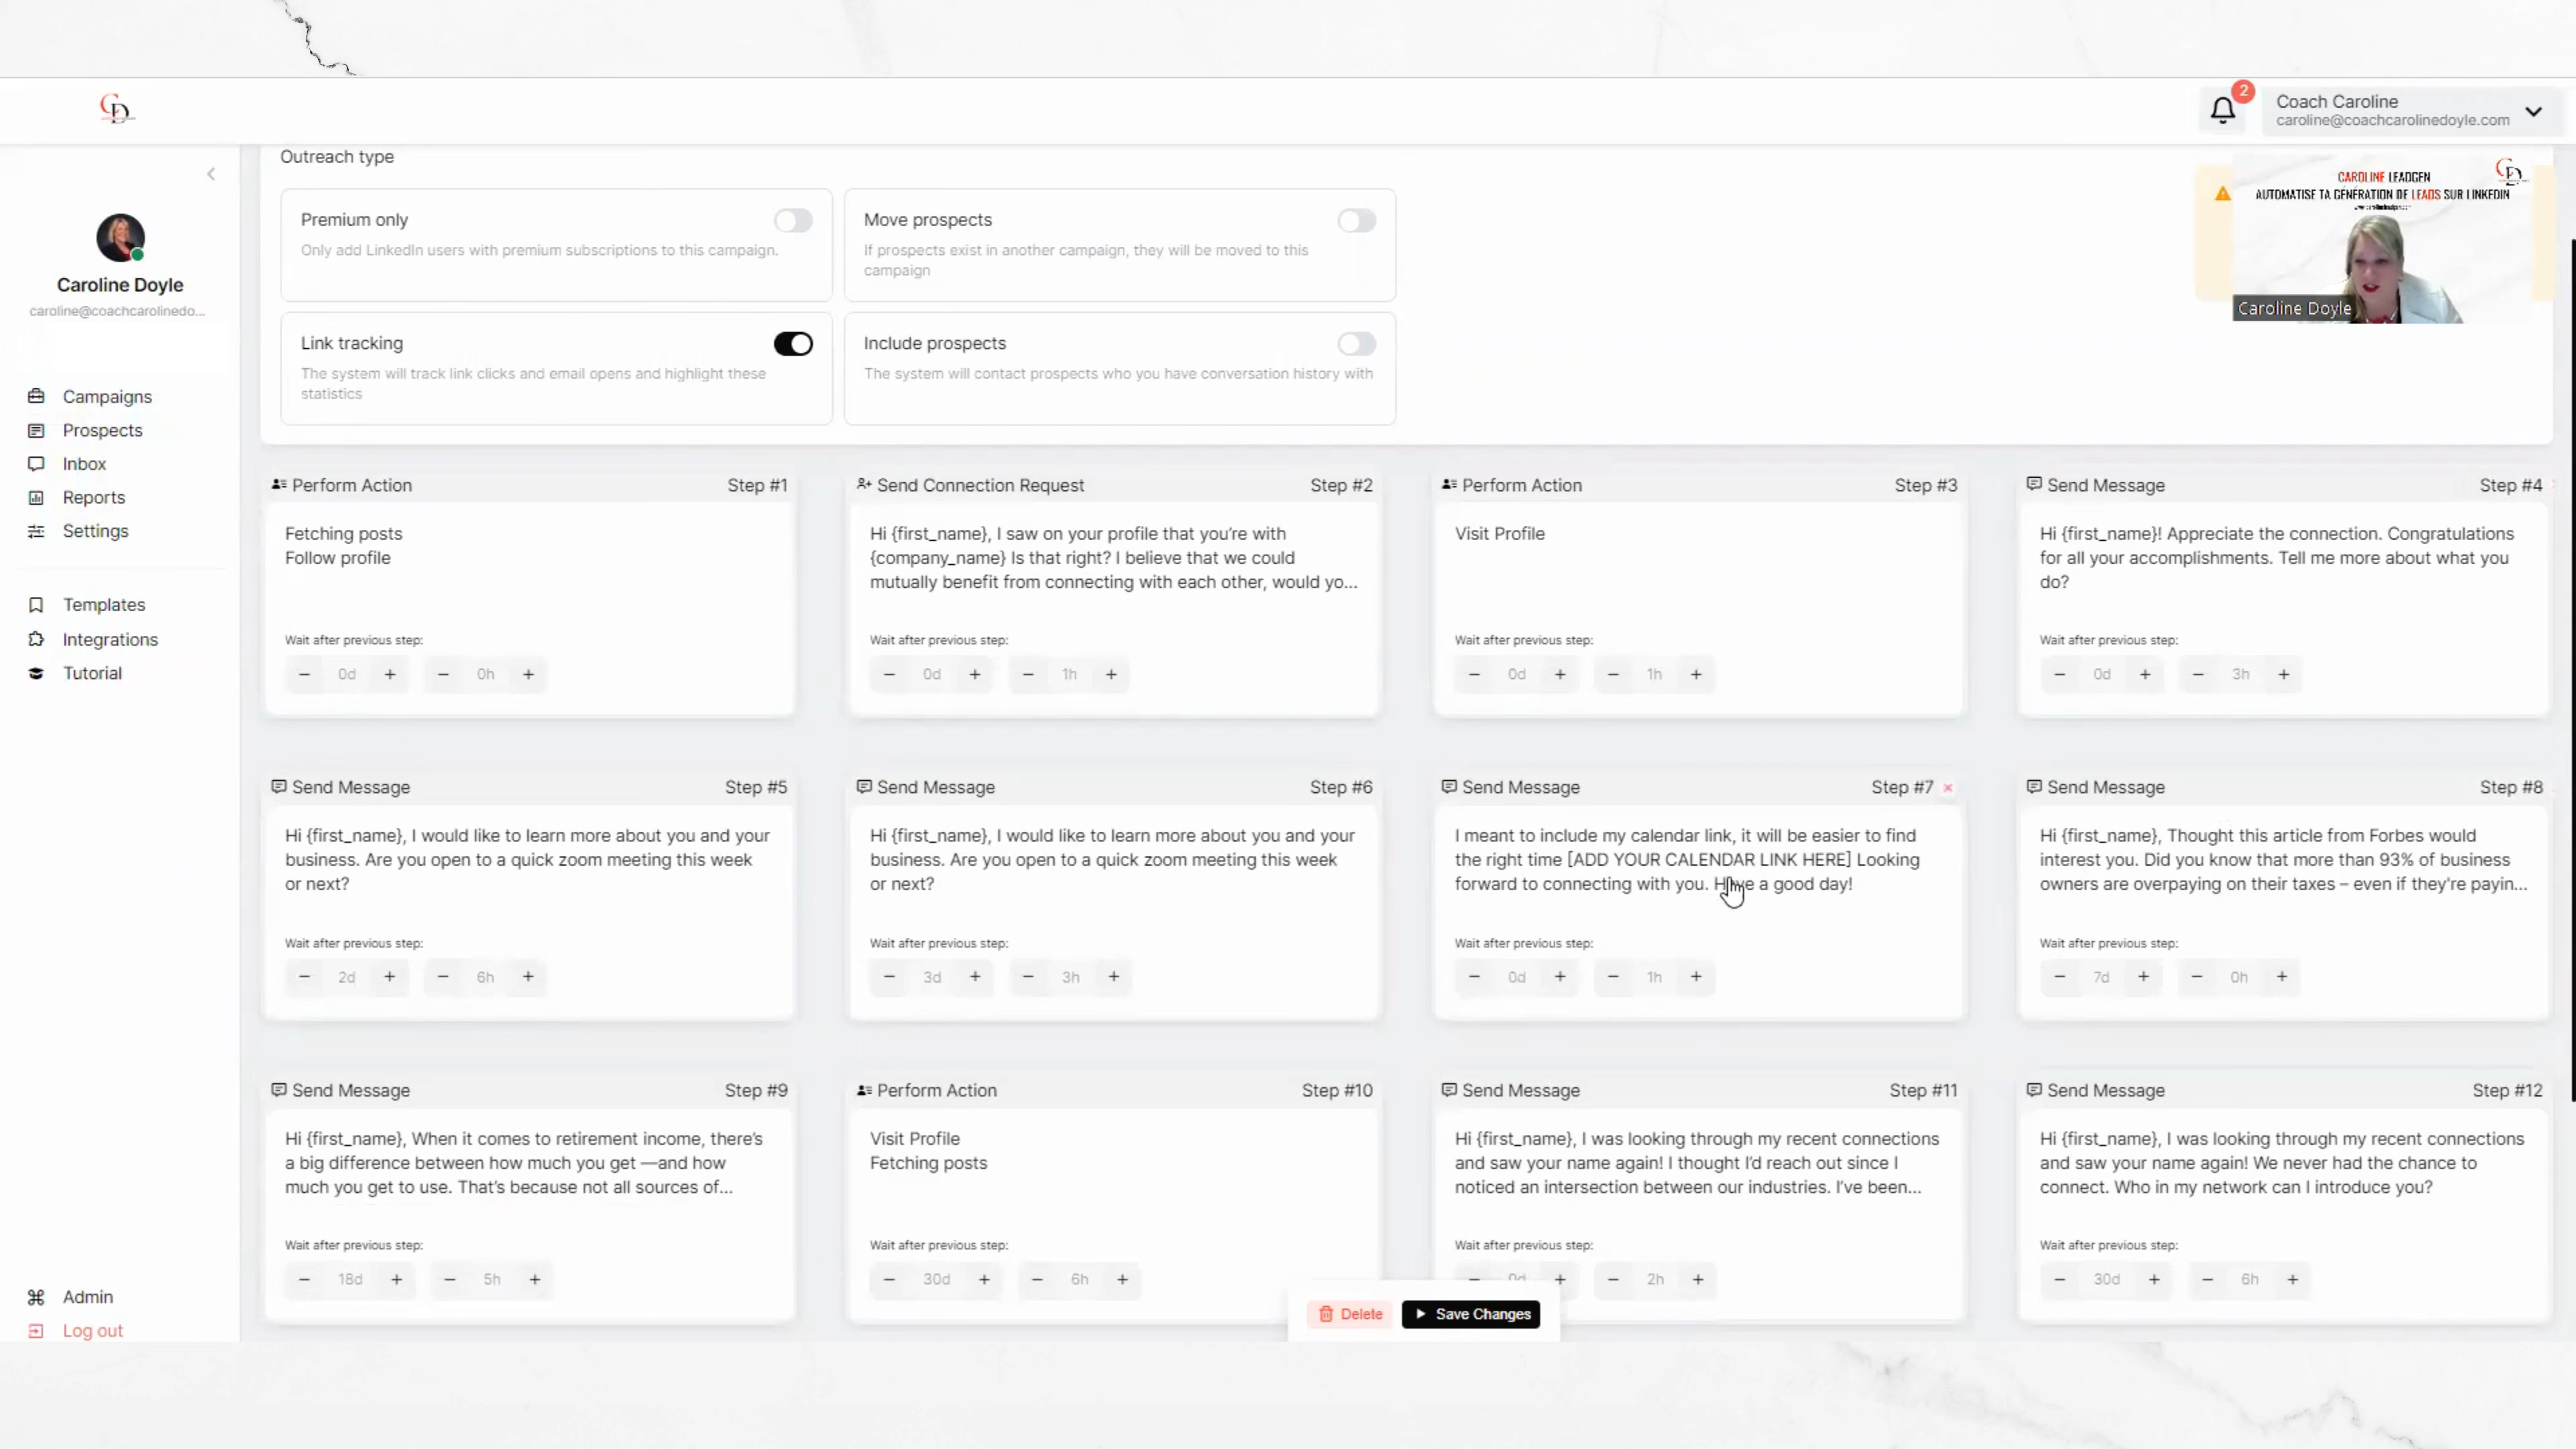 CD
2
Coach Caroline
caroline@coachcarolinedoyle.com
Outreach type
Premium only
Only add LinkedIn users with premium subscriptions to this campaign.
Move prospects
If prospects exist in another campaign, they will be moved to this
campaign
Link tracking
The system will track link clicks and email opens and highlight these
statistics
Include prospects
The system will contact prospects who you have conversation history with
CD
CAROLINE LEADGEN
AUTOMATISE TA GÉNÉRATION DE LEADS SUR LINKEDIN
Caroline Doyle
Caroline Doyle
caroline@coachcarolinedo...
Campaigns
Prospects
Inbox
Reports
Settings
Templates
Integrations
Tutorial
Admin
Log out
Perform Action Step #1
Fetching posts
Follow profile
Wait after previous step:
− 0d + − 0h +
Send Connection Request Step #2
Hi {first_name}, I saw on your profile that you're with
{company_name} Is that right? I believe that we could
mutually benefit from connecting with each other, would yo...
Wait after previous step:
− 0d + − 1h +
Perform Action Step #3
Visit Profile
Wait after previous step:
− 0d + − 1h +
Send Message Step #4
Hi {first_name}! Appreciate the connection. Congratulations
for all your accomplishments. Tell me more about what you
do?
Wait after previous step:
− 0d + − 3h +
Send Message Step #5
Hi {first_name}, I would like to learn more about you and your
business. Are you open to a quick zoom meeting this week
or next?
Wait after previous step:
− 2d + − 6h +
Send Message Step #6
Hi {first_name}, I would like to learn more about you and your
business. Are you open to a quick zoom meeting this week
or next?
Wait after previous step:
− 3d + − 3h +
Send Message Step #7 ×
I meant to include my calendar link, it will be easier to find
the right time [ADD YOUR CALENDAR LINK HERE] Looking
forward to connecting with you. Have a good day!
Wait after previous step:
− 0d + − 1h +
Send Message Step #8
Hi {first_name}, Thought this article from Forbes would
interest you. Did you know that more than 93% of business
owners are overpaying on their taxes – even if they're payin...
Wait after previous step:
− 7d + − 0h +
Send Message Step #9
Hi {first_name}, When it comes to retirement income, there's
a big difference between how much you get —and how
much you get to use. That's because not all sources of...
Wait after previous step:
− 18d + − 5h +
Perform Action Step #10
Visit Profile
Fetching posts
Wait after previous step:
− 30d + − 6h +
Send Message Step #11
Hi {first_name}, I was looking through my recent connections
and saw your name again! I thought I'd reach out since I
noticed an intersection between our industries. I've been...
Wait after previous step:
− 0d + − 2h +
Send Message Step #12
Hi {first_name}, I was looking through my recent connections
and saw your name again! We never had the chance to
connect. Who in my network can I introduce you?
Wait after previous step:
− 30d + − 6h +
Delete
Save Changes